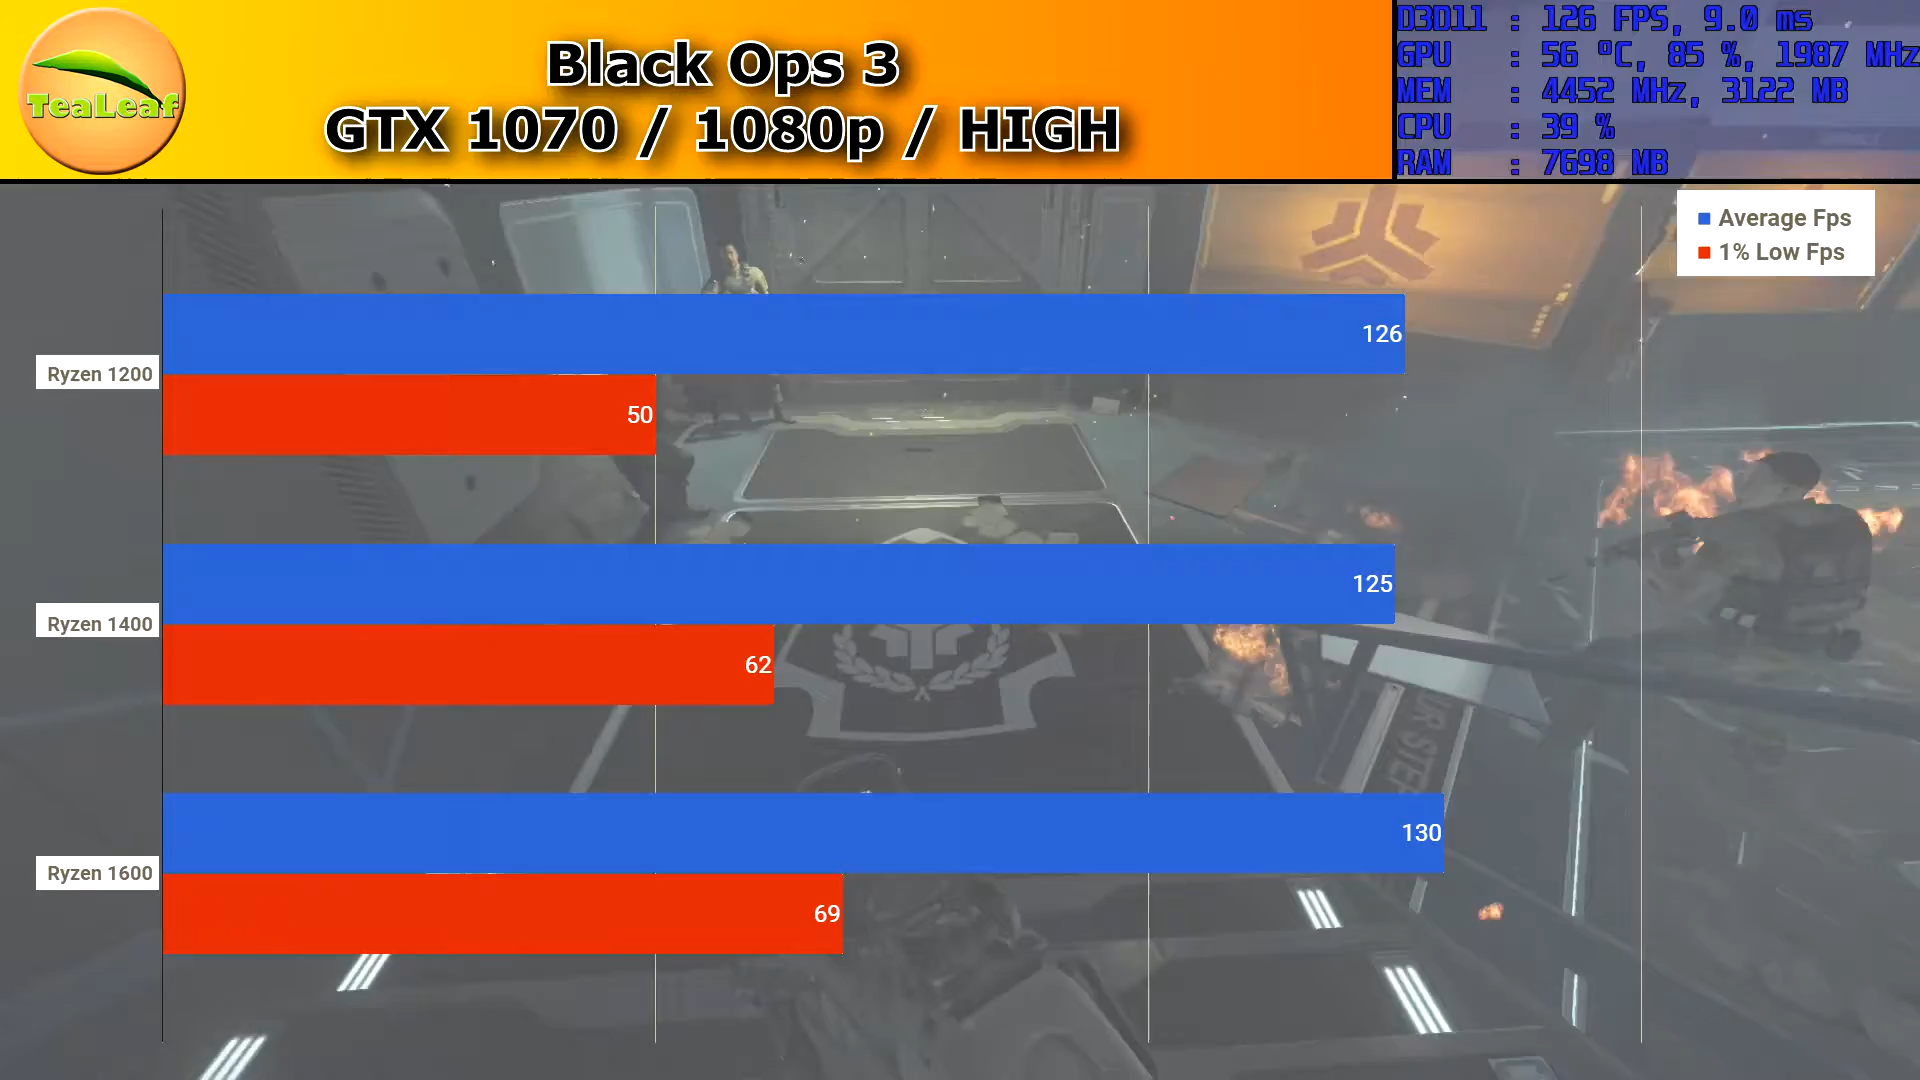 TeaLeaf
Black Ops 3
GTX 1070 / 1080p / HIGH
D3D11 : 126 FPS, 9.0 ms
GPU : 56 °C, 85 %, 1987 MHz
MEM : 4452 MHz, 3122 MB
CPU : 39 %
RAM : 7698 MB
Average Fps
1% Low Fps
126
Ryzen 1200
50
125
Ryzen 1400
62
130
Ryzen 1600
69